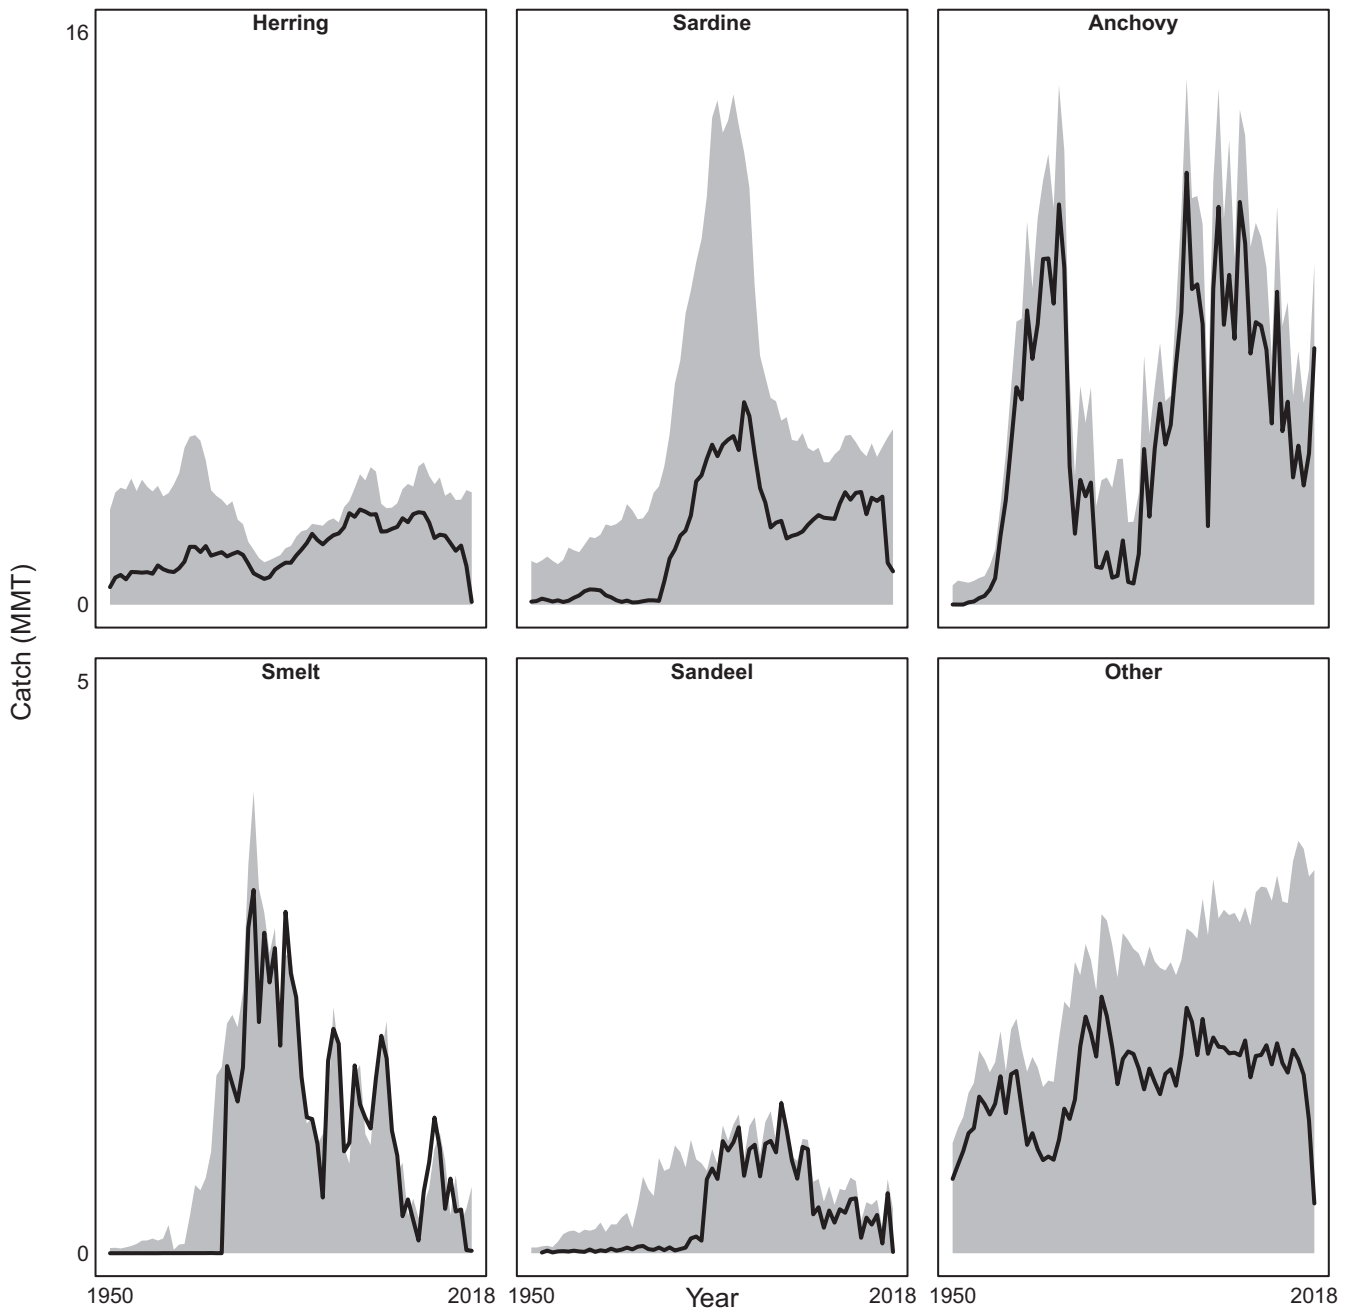 Herring
Sardine
Anchovy
16
0
Catch (MMT)
Smelt
Sandeel
Other
5
0
1950
2018
1950
Year
2018
1950
2018